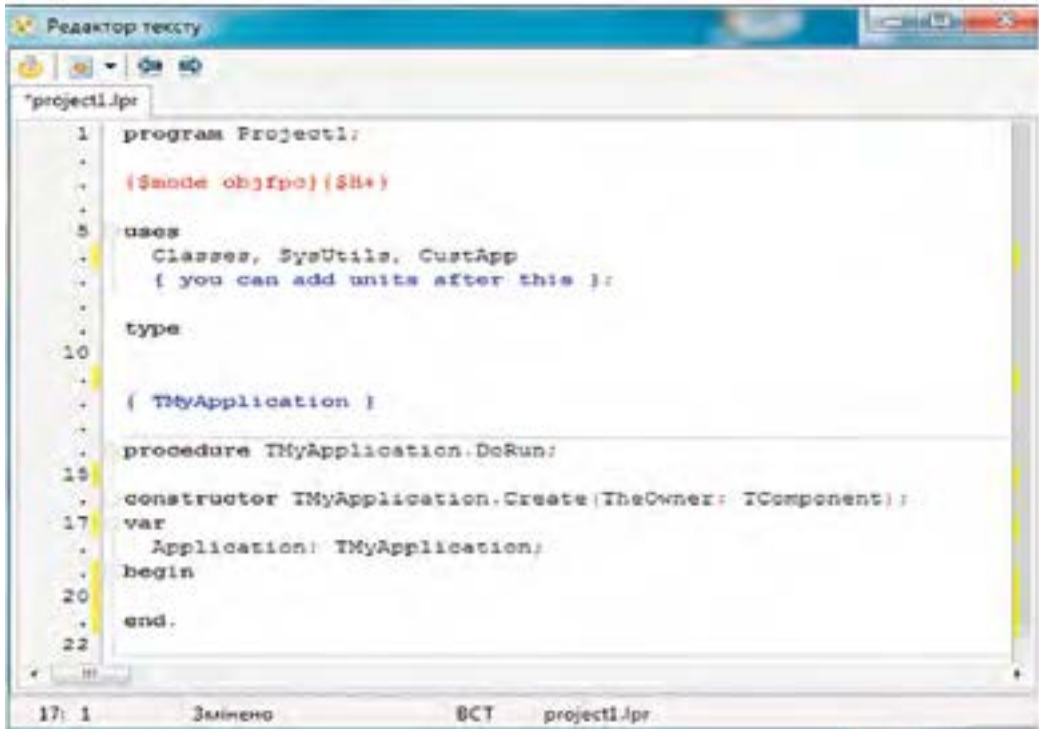 Редактор тексту
*project1.lpr
1 program Project1;
.
. {$mode objfpc}{$H+}
.
5 uses
. Classes, SysUtils, CustApp
. { you can add units after this };
.
. type
10
.
. { TMyApplication }
.
. procedure TMyApplication.DoRun;
15
. constructor TMyApplication.Create(TheOwner: TComponent);
17 var
. Application: TMyApplication;
. begin
20
. end.
22
17: 1 Змінено ВСТ project1.lpr